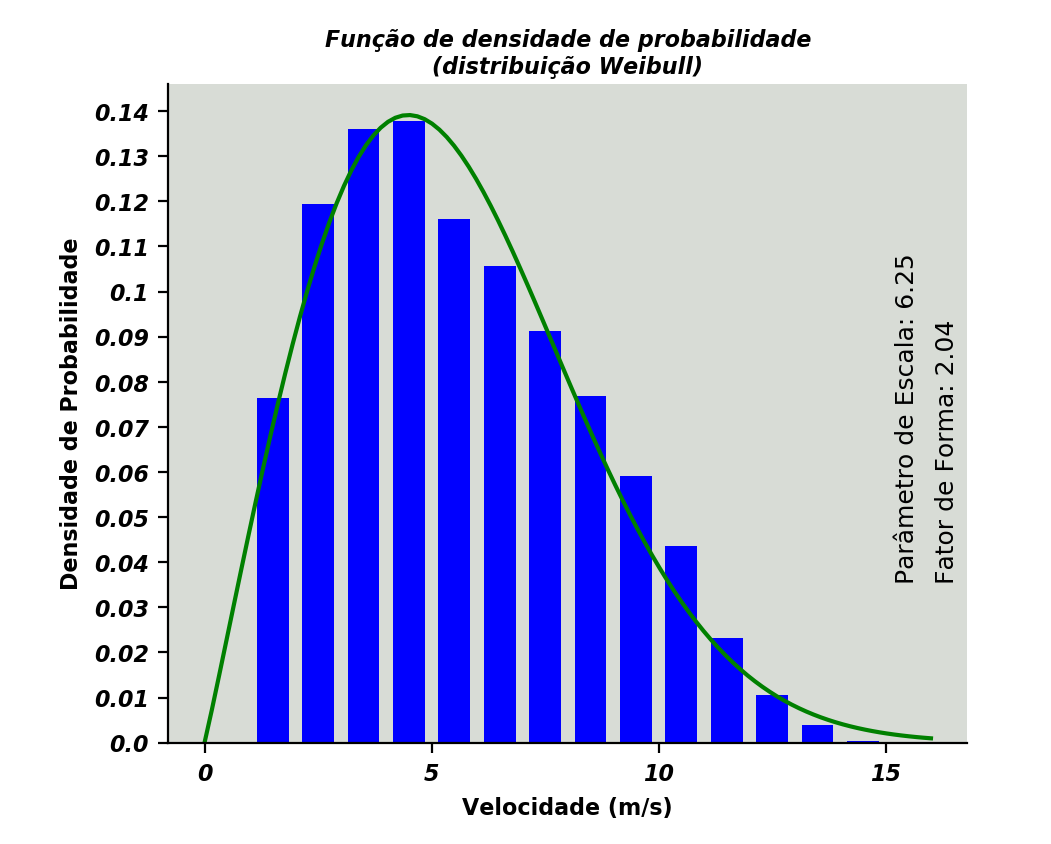 Função de densidade de probabilidade
(distribuição Weibull)
Densidade de Probabilidade
0.14
0.13
0.12
0.11
0.1
0.09
0.08
0.07
0.06
0.05
0.04
0.03
0.02
0.01
0.0
Parâmetro de Escala: 6.25
Fator de Forma: 2.04
0 5 10 15
Velocidade (m/s)